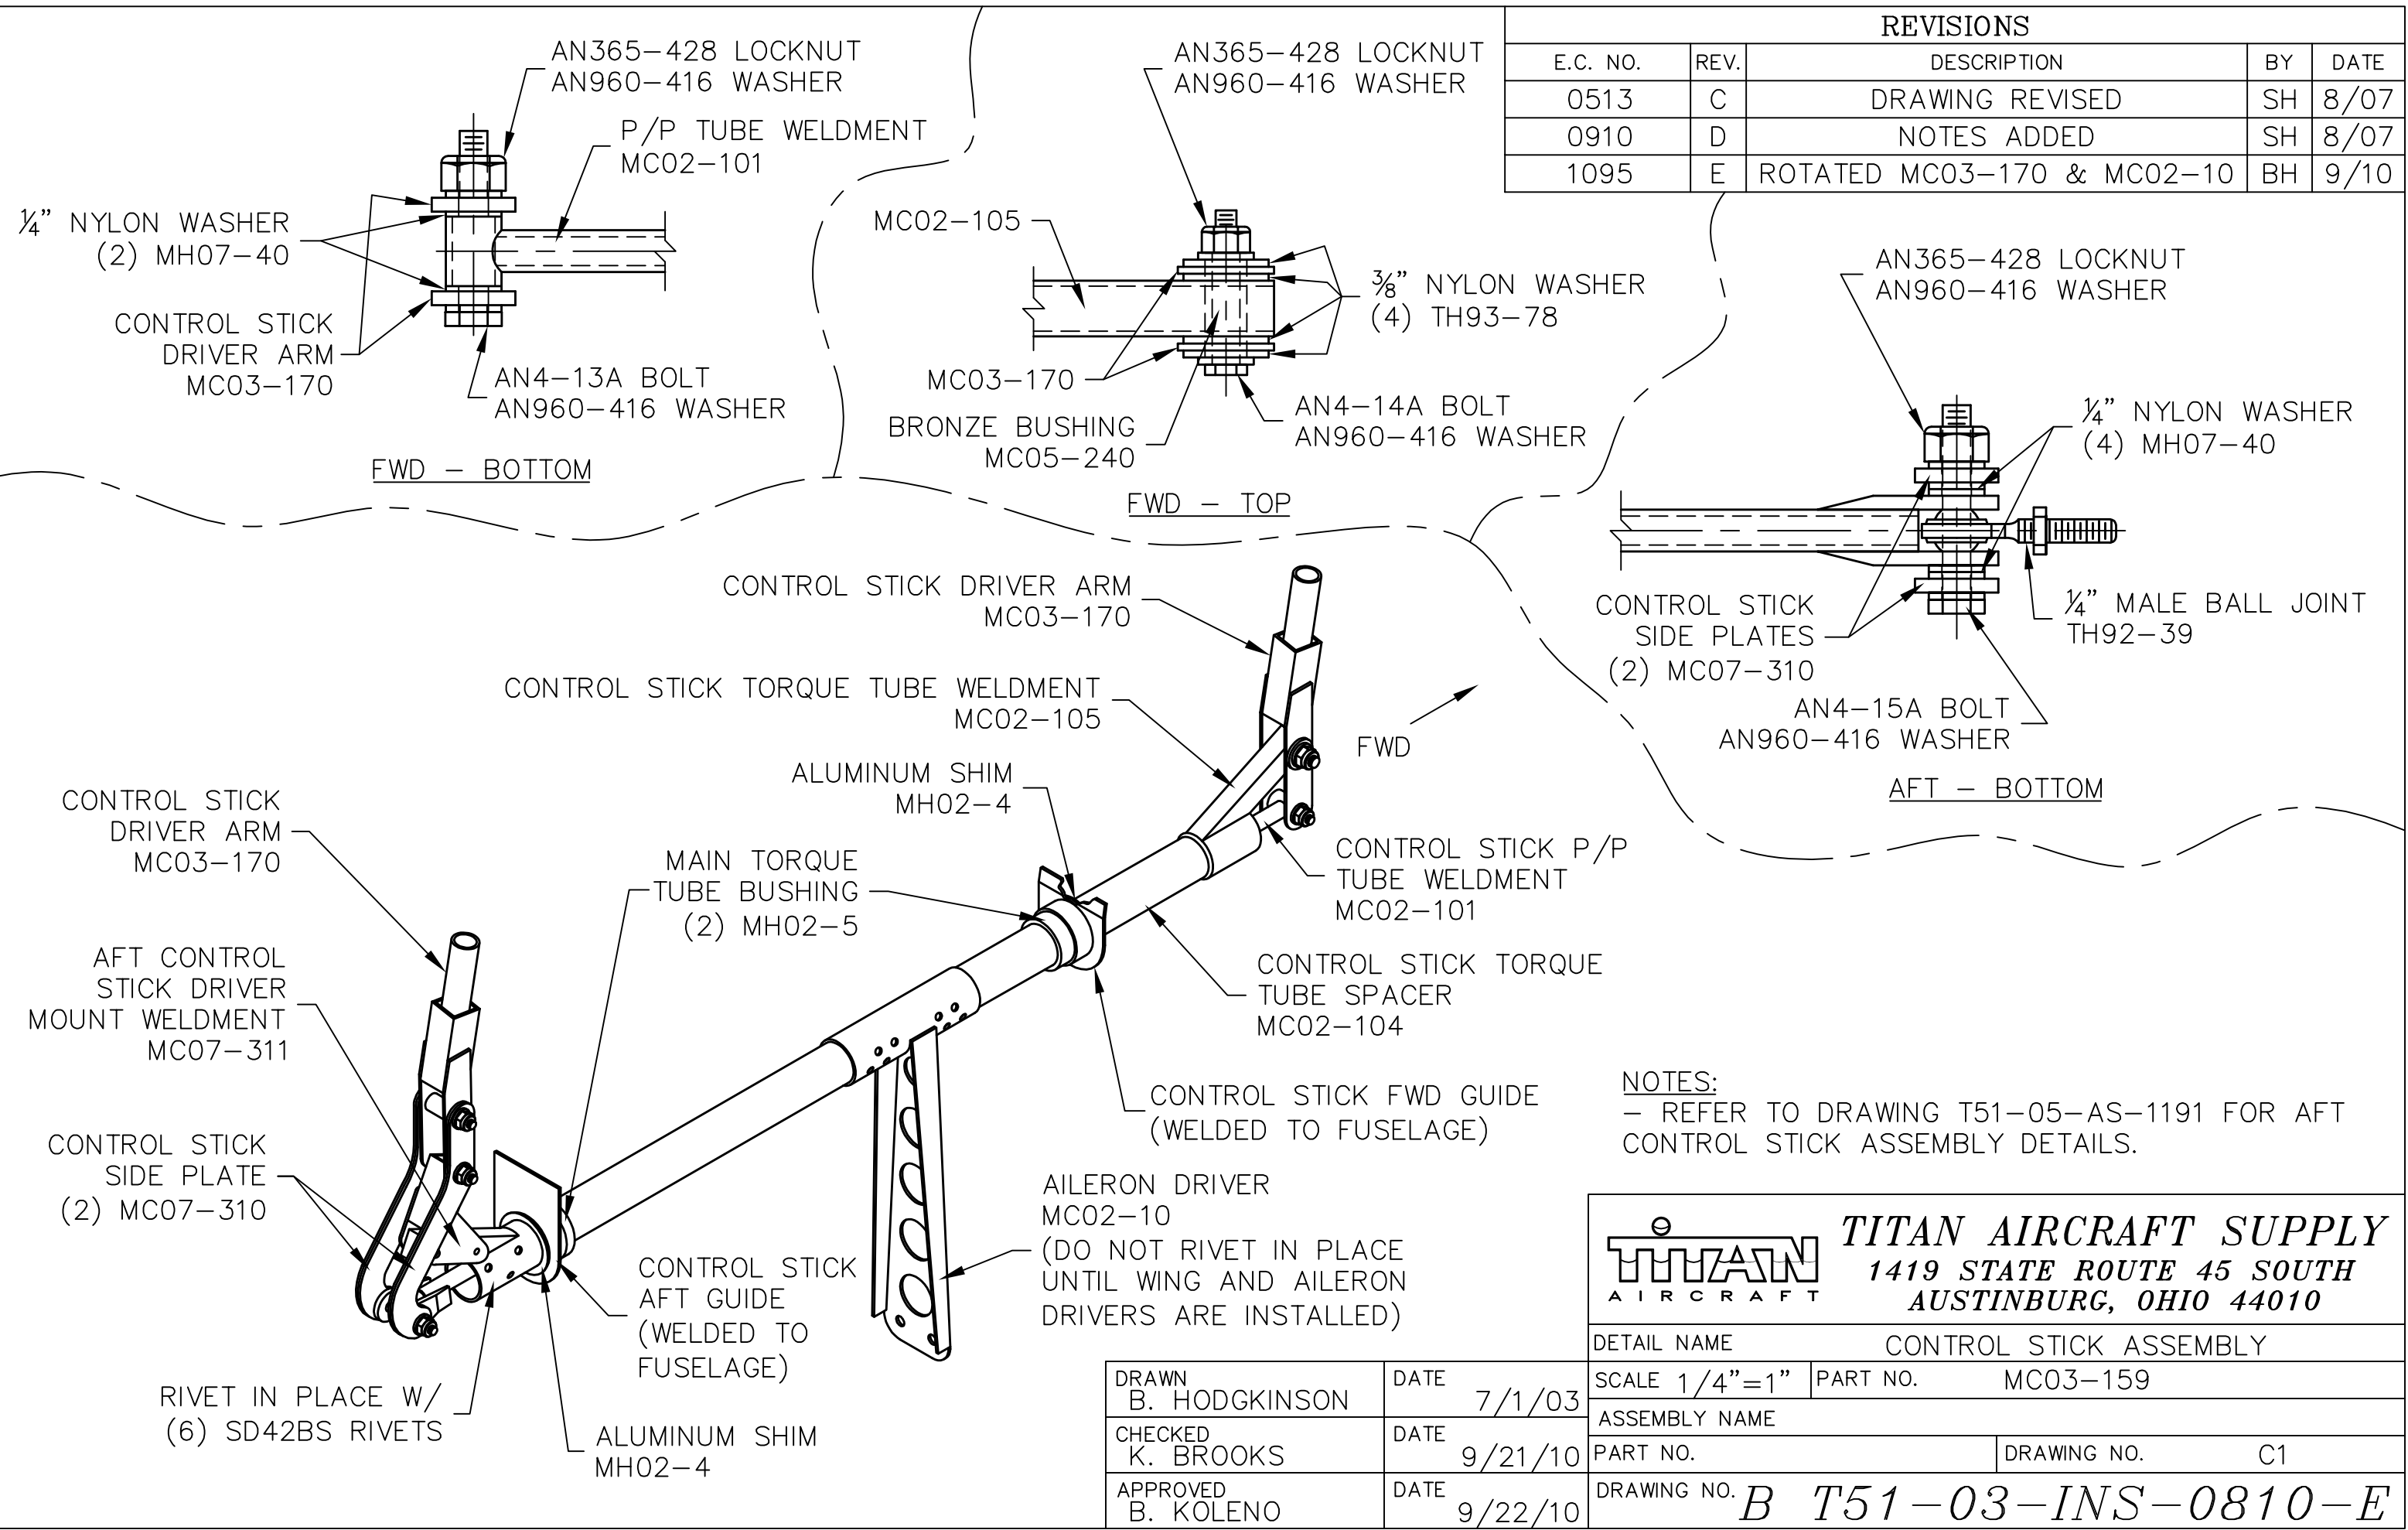 AN365-428 LOCKNUT
AN960-416 WASHER
P/P TUBE WELDMENT
MC02-101
¼" NYLON WASHER
(2) MH07-40
CONTROL STICK
DRIVER ARM
MC03-170
AN4-13A BOLT
AN960-416 WASHER
FWD - BOTTOM
AN365-428 LOCKNUT
AN960-416 WASHER
MC02-105
⅜" NYLON WASHER
(4) TH93-78
MC03-170
BRONZE BUSHING
MC05-240
AN4-14A BOLT
AN960-416 WASHER
FWD - TOP
REVISIONS
E.C. NO. REV. DESCRIPTION BY DATE
0513 C DRAWING REVISED SH 8/07
0910 D NOTES ADDED SH 8/07
1095 E ROTATED MC03-170 & MC02-10 BH 9/10
AN365-428 LOCKNUT
AN960-416 WASHER
¼" NYLON WASHER
(4) MH07-40
CONTROL STICK
SIDE PLATES
(2) MC07-310
¼" MALE BALL JOINT
TH92-39
AN4-15A BOLT
AN960-416 WASHER
AFT - BOTTOM
CONTROL STICK DRIVER ARM
MC03-170
CONTROL STICK TORQUE TUBE WELDMENT
MC02-105
FWD
ALUMINUM SHIM
MH02-4
CONTROL STICK
DRIVER ARM
MC03-170
MAIN TORQUE
TUBE BUSHING
(2) MH02-5
CONTROL STICK P/P
TUBE WELDMENT
MC02-101
AFT CONTROL
STICK DRIVER
MOUNT WELDMENT
MC07-311
CONTROL STICK TORQUE
TUBE SPACER
MC02-104
CONTROL STICK FWD GUIDE
(WELDED TO FUSELAGE)
CONTROL STICK
SIDE PLATE
(2) MC07-310
AILERON DRIVER
MC02-10
(DO NOT RIVET IN PLACE
UNTIL WING AND AILERON
DRIVERS ARE INSTALLED)
CONTROL STICK
AFT GUIDE
(WELDED TO
FUSELAGE)
RIVET IN PLACE W/
(6) SD42BS RIVETS
ALUMINUM SHIM
MH02-4
NOTES:
- REFER TO DRAWING T51-05-AS-1191 FOR AFT
CONTROL STICK ASSEMBLY DETAILS.
TITAN
AIRCRAFT
TITAN AIRCRAFT SUPPLY
1419 STATE ROUTE 45 SOUTH
AUSTINBURG, OHIO 44010
DETAIL NAME CONTROL STICK ASSEMBLY
SCALE 1/4"=1" PART NO. MC03-159
ASSEMBLY NAME
PART NO. DRAWING NO. C1
DRAWING NO. B T51-03-INS-0810-E
DRAWN B. HODGKINSON DATE 7/1/03
CHECKED K. BROOKS DATE 9/21/10
APPROVED B. KOLENO DATE 9/22/10